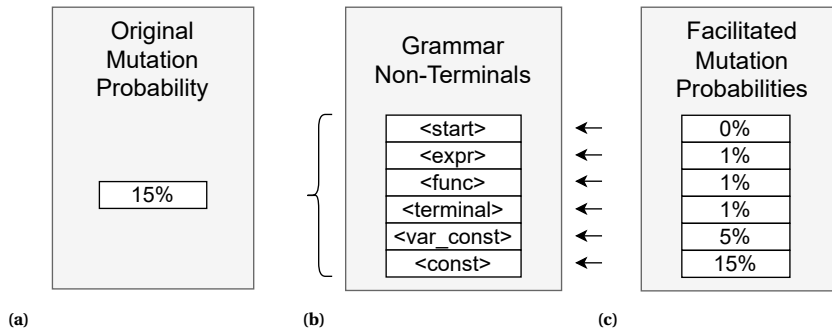 Original
Mutation
Probability
15%
(a)
Grammar
Non-Terminals
<start>
<expr>
<func>
<terminal>
<var_const>
<const>
(b)
Facilitated
Mutation
Probabilities
0%
1%
1%
1%
5%
15%
(c)